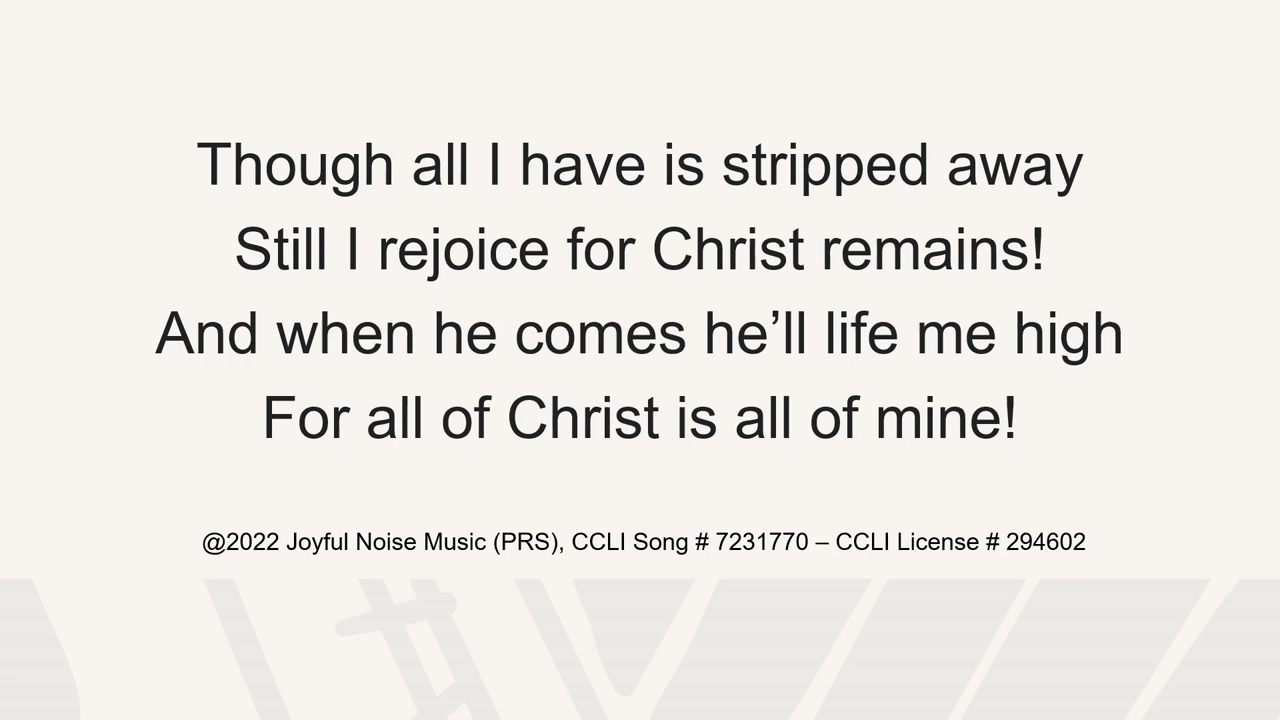 Though all I have is stripped away
Still I rejoice for Christ remains!
And when he comes he’ll life me high
For all of Christ is all of mine!
@2022 Joyful Noise Music (PRS), CCLI Song # 7231770 – CCLI License # 294602